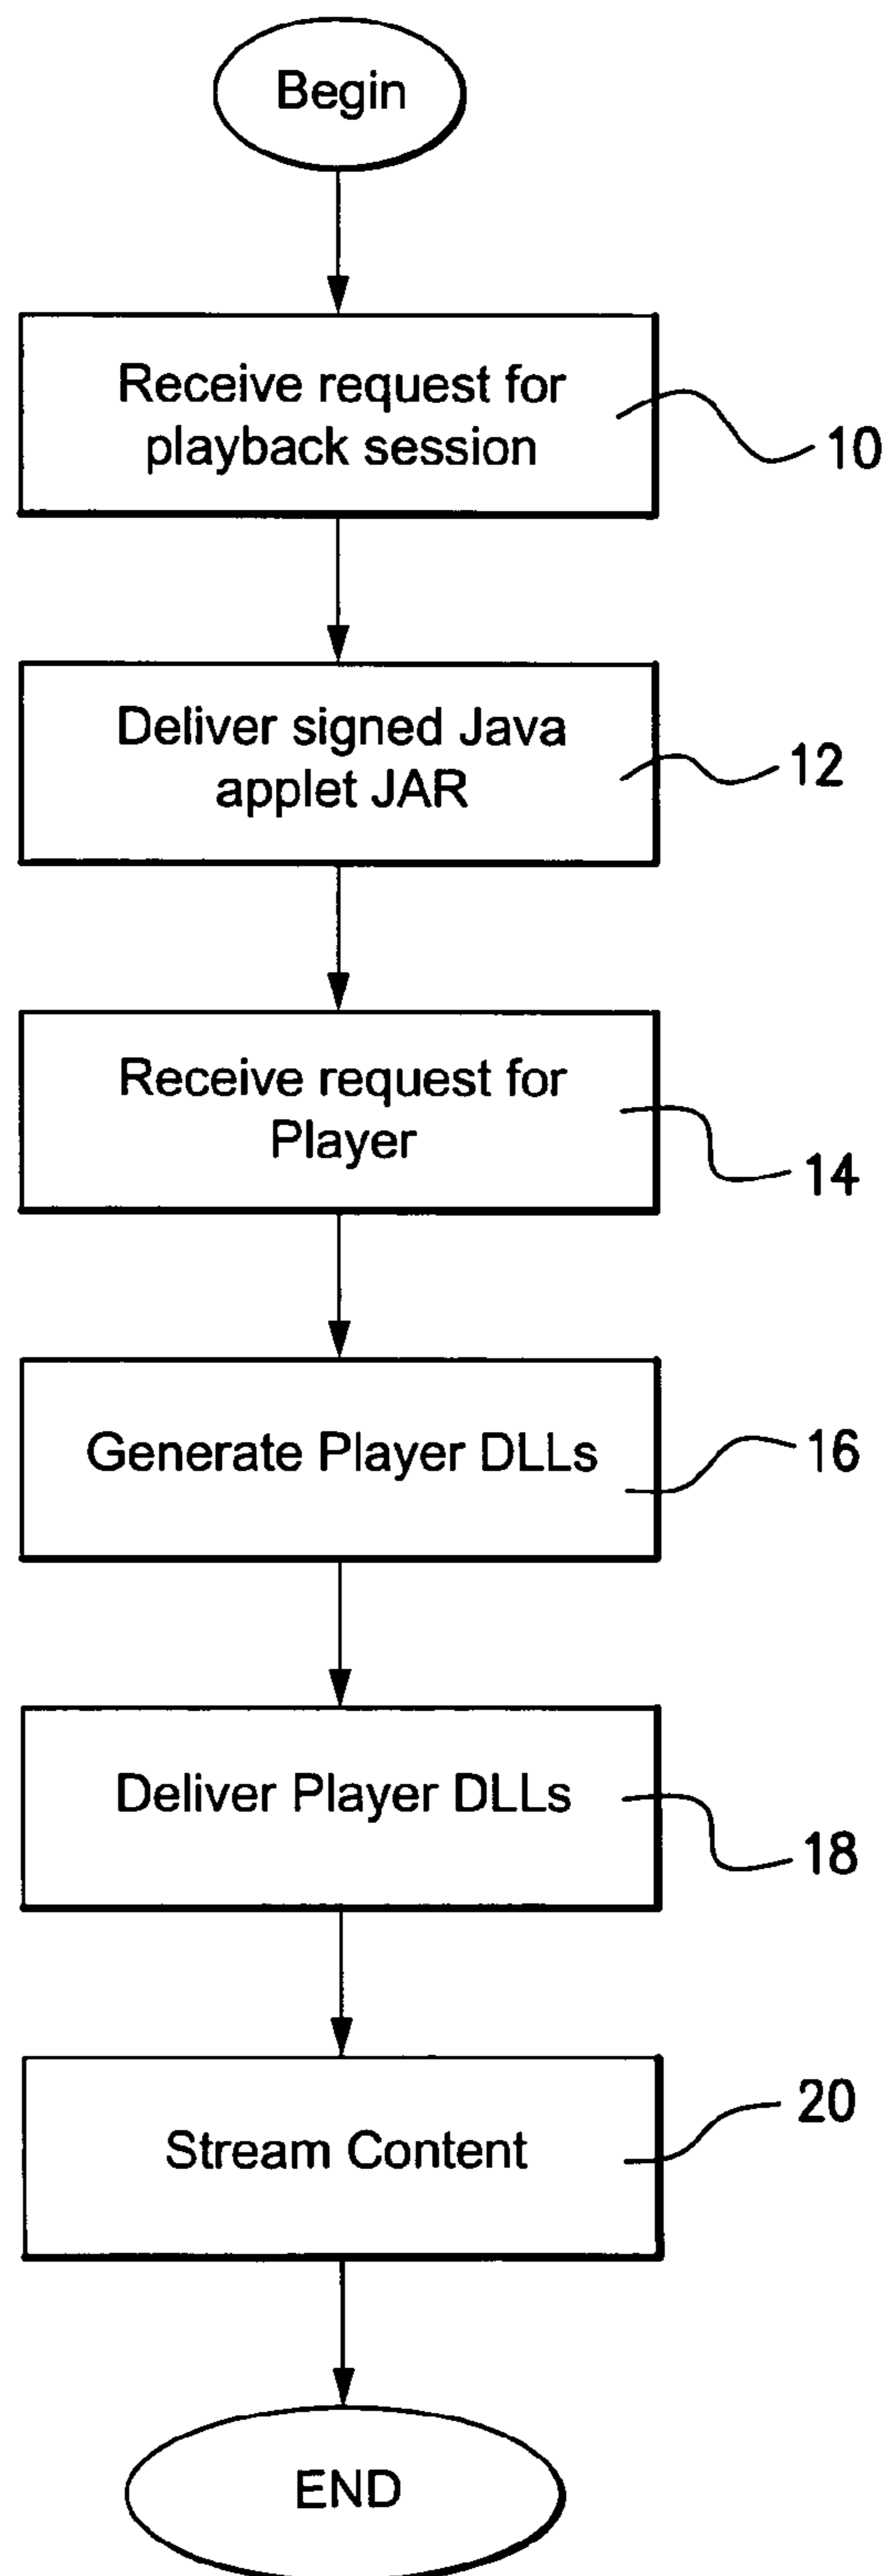 Begin
Receive request for
playback session
10
Deliver signed Java
applet JAR
12
Receive request for
Player
14
Generate Player DLLs
16
Deliver Player DLLs
18
Stream Content
20
END